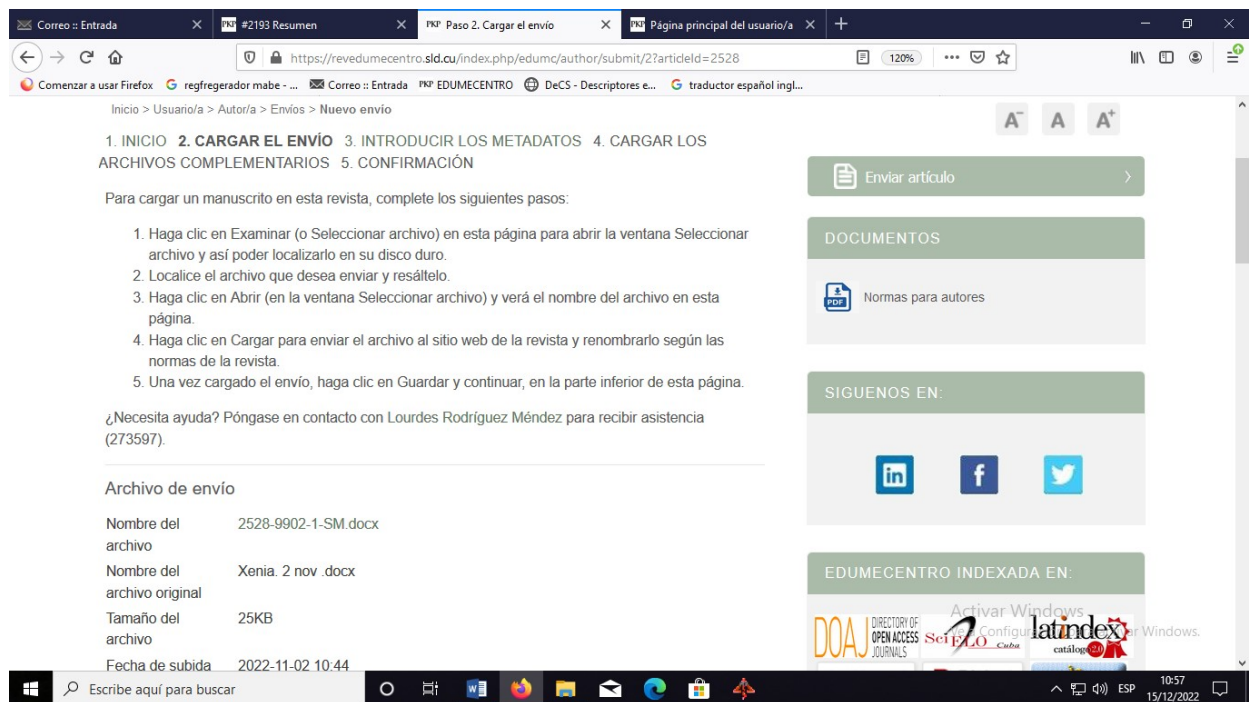 Correo :: Entrada
PKP #2193 Resumen
PKP Paso 2. Cargar el envío
PKP Página principal del usuario/a
https://revedumecentro.sld.cu/index.php/edumc/author/submit/2?articleId=2528
120%
Comenzar a usar Firefox
G regfregerador mabe - ...
Correo :: Entrada
PKP EDUMECENTRO
DeCS - Descriptores e...
G traductor español ingl...
Inicio > Usuario/a > Autor/a > Envíos > Nuevo envío
1. INICIO 2. CARGAR EL ENVÍO 3. INTRODUCIR LOS METADATOS 4. CARGAR LOS
ARCHIVOS COMPLEMENTARIOS 5. CONFIRMACIÓN
Para cargar un manuscrito en esta revista, complete los siguientes pasos:
1. Haga clic en Examinar (o Seleccionar archivo) en esta página para abrir la ventana Seleccionar
archivo y así poder localizarlo en su disco duro.
2. Localice el archivo que desea enviar y resáltelo.
3. Haga clic en Abrir (en la ventana Seleccionar archivo) y verá el nombre del archivo en esta
página.
4. Haga clic en Cargar para enviar el archivo al sitio web de la revista y renombrarlo según las
normas de la revista.
5. Una vez cargado el envío, haga clic en Guardar y continuar, en la parte inferior de esta página.
¿Necesita ayuda? Póngase en contacto con Lourdes Rodríguez Méndez para recibir asistencia
(273597).
Archivo de envío
Nombre del 2528-9902-1-SM.docx
archivo
Nombre del Xenia. 2 nov .docx
archivo original
Tamaño del 25KB
archivo
Fecha de subida 2022-11-02 10:44
A- A A+
Enviar artículo
DOCUMENTOS
PDF Normas para autores
SIGUENOS EN:
in f
EDUMECENTRO INDEXADA EN:
Activar Windows
DOAJ DIRECTORY OF
OPEN ACCESS
JOURNALS
SciELO Cuba
latindex
catálogo 2.0
Escribe aquí para buscar
ESP
10:57
15/12/2022